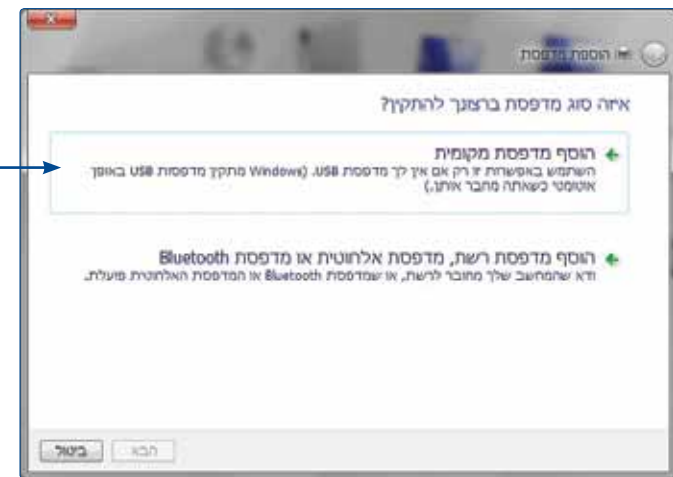 הוספת מדפסת
איזה סוג מדפסת ברצונך להתקין?
הוסף מדפסת מקומית
השתמש באפשרות זו רק אם אין לך מדפסת USB. (Windows מתקין מדפסות USB באופן
אוטומטי כשאתה מחבר אותן.)
הוסף מדפסת רשת, מדפסת אלחוטית או מדפסת Bluetooth
ודא שהמחשב שלך מחובר לרשת, או שמדפסת Bluetooth או המדפסת האלחוטית פועלת.
הבא
ביטול